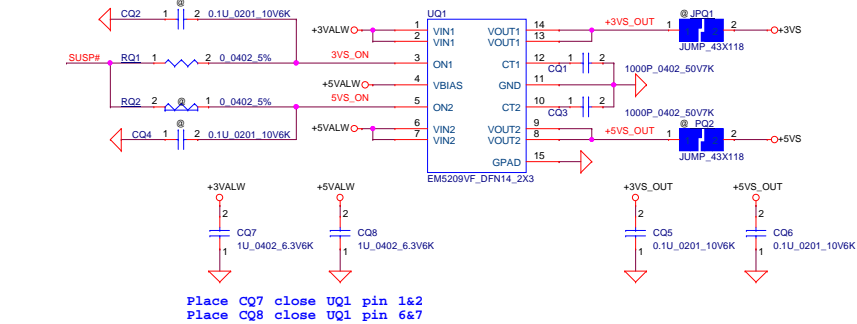 @
CQ2 1 2 0.1U_0201_10V6K
+3VALW
SUSP#
RQ1 1 2 0_0402_5%
3VS_ON
+5VALW
RQ2 2 @ 1 0_0402_5%
5VS_ON
@
CQ4 1 2 0.1U_0201_10V6K
+5VALW
UQ1
1 VIN1 VOUT1 14
2 VIN1 VOUT1 13
3 ON1 CT1 12
4 VBIAS GND 11
5 ON2 CT2 10
6 VIN2 VOUT2 9
7 VIN2 VOUT2 8
GPAD 15
EM5209VF_DFN14_2X3
+3VS_OUT
@ JPQ1
1 2
+3VS
JUMP_43X118
CQ1 1 2
1000P_0402_50V7K
CQ3 1 2
1000P_0402_50V7K
+5VS_OUT
@ PQ2
1 2
+5VS
JUMP_43X118
+3VALW
2
CQ7
1U_0402_6.3V6K
1
+5VALW
2
CQ8
1U_0402_6.3V6K
1
+3VS_OUT
2
CQ5
0.1U_0201_10V6K
1
+5VS_OUT
2
CQ6
0.1U_0201_10V6K
1
Place CQ7 close UQ1 pin 1&2
Place CQ8 close UQ1 pin 6&7